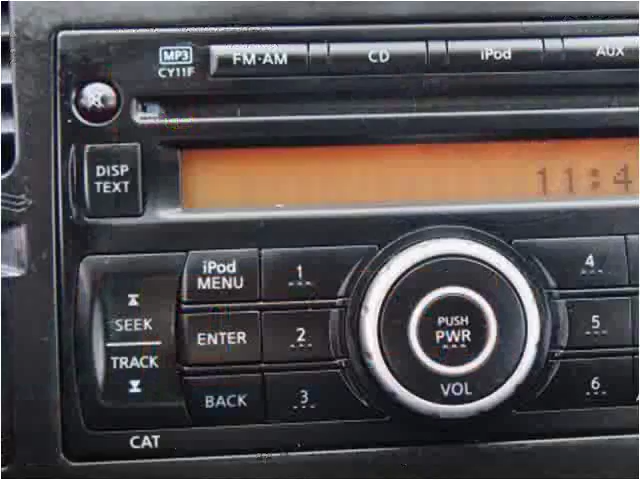 MP3
CY11F
FM·AM
CD
iPod
AUX
DISP
TEXT
11:4
iPod
MENU
1
4
SEEK
TRACK
ENTER
2
PUSH
PWR
5
BACK
3
VOL
6
CAT